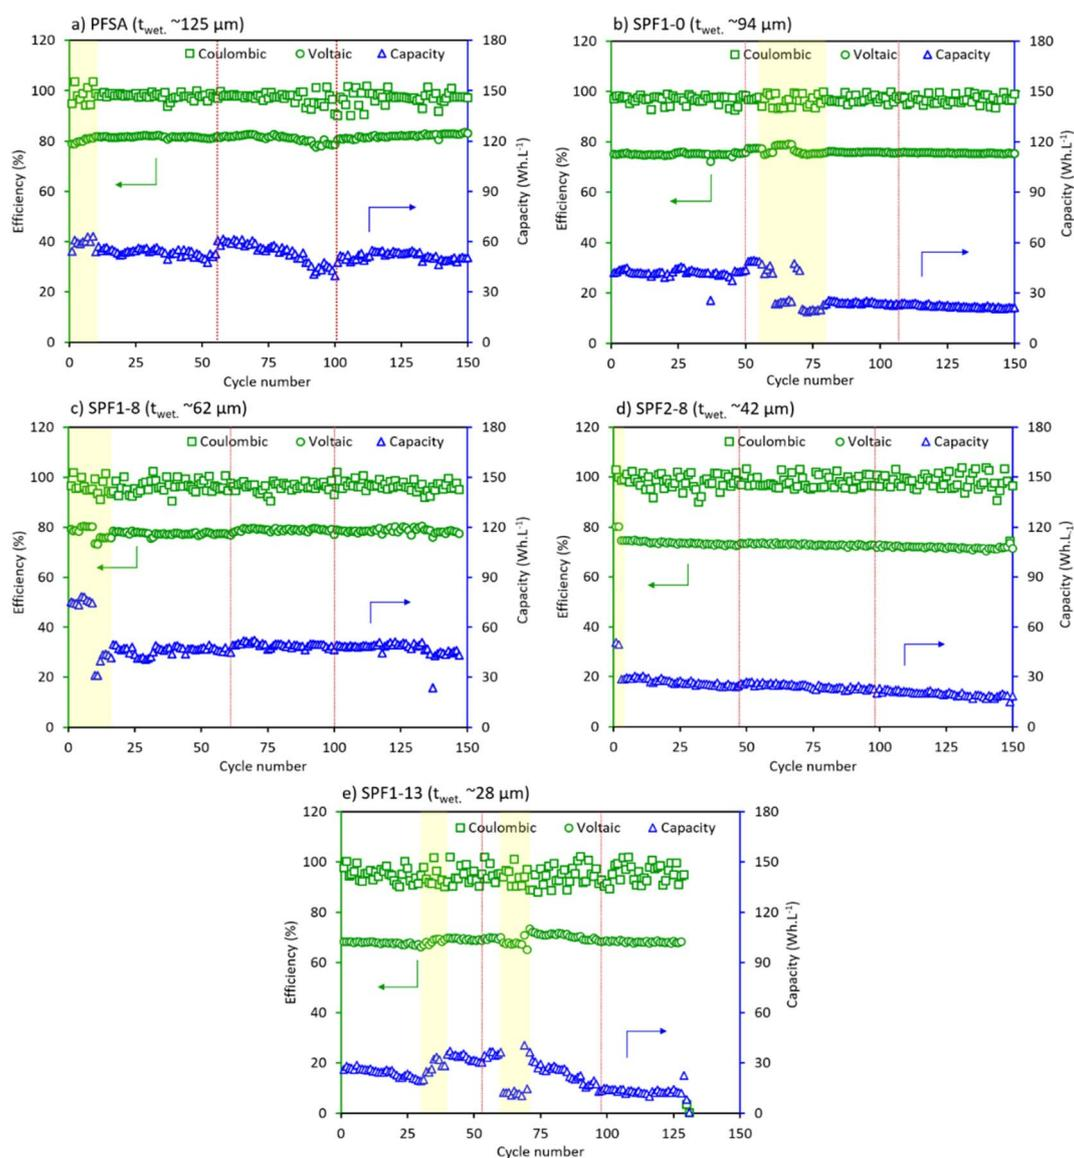 a) PFSA (twet. ~125 µm)
Coulombic Voltaic Capacity
120 100 80 60 40 20 0
Efficiency (%)
180 150 120 90 60 30 0
Capacity (Wh.L-1)
0 25 50 75 100 125 150
Cycle number
b) SPF1-0 (twet. ~94 µm)
Coulombic Voltaic Capacity
120 100 80 60 40 20 0
Efficiency (%)
180 150 120 90 60 30 0
Capacity (Wh.L-1)
0 25 50 75 100 125 150
Cycle number
c) SPF1-8 (twet. ~62 µm)
Coulombic Voltaic Capacity
120 100 80 60 40 20 0
Efficiency (%)
180 150 120 90 60 30 0
Capacity (Wh.L-1)
0 25 50 75 100 125 150
Cycle number
d) SPF2-8 (twet. ~42 µm)
Coulombic Voltaic Capacity
120 100 80 60 40 20 0
Efficiency (%)
180 150 120 90 60 30 0
Capacity (Wh.L-1)
0 25 50 75 100 125 150
Cycle number
e) SPF1-13 (twet. ~28 µm)
Coulombic Voltaic Capacity
120 100 80 60 40 20 0
Efficiency (%)
180 150 120 90 60 30 0
Capacity (Wh.L-1)
0 25 50 75 100 125 150
Cycle number